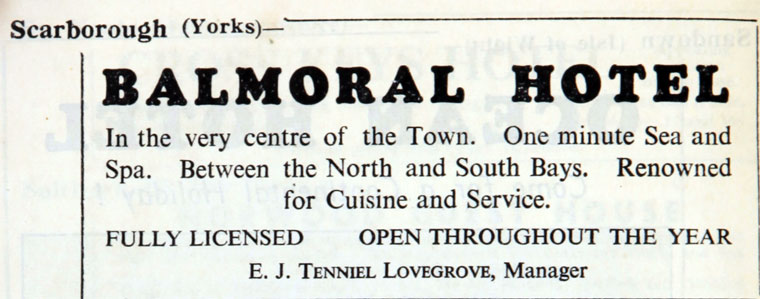 Scarborough (Yorks)—
BALMORAL HOTEL
In the very centre of the Town. One minute Sea and
Spa. Between the North and South Bays. Renowned
for Cuisine and Service.
FULLY LICENSED OPEN THROUGHOUT THE YEAR
E. J. TENNIEL LOVEGROVE, Manager